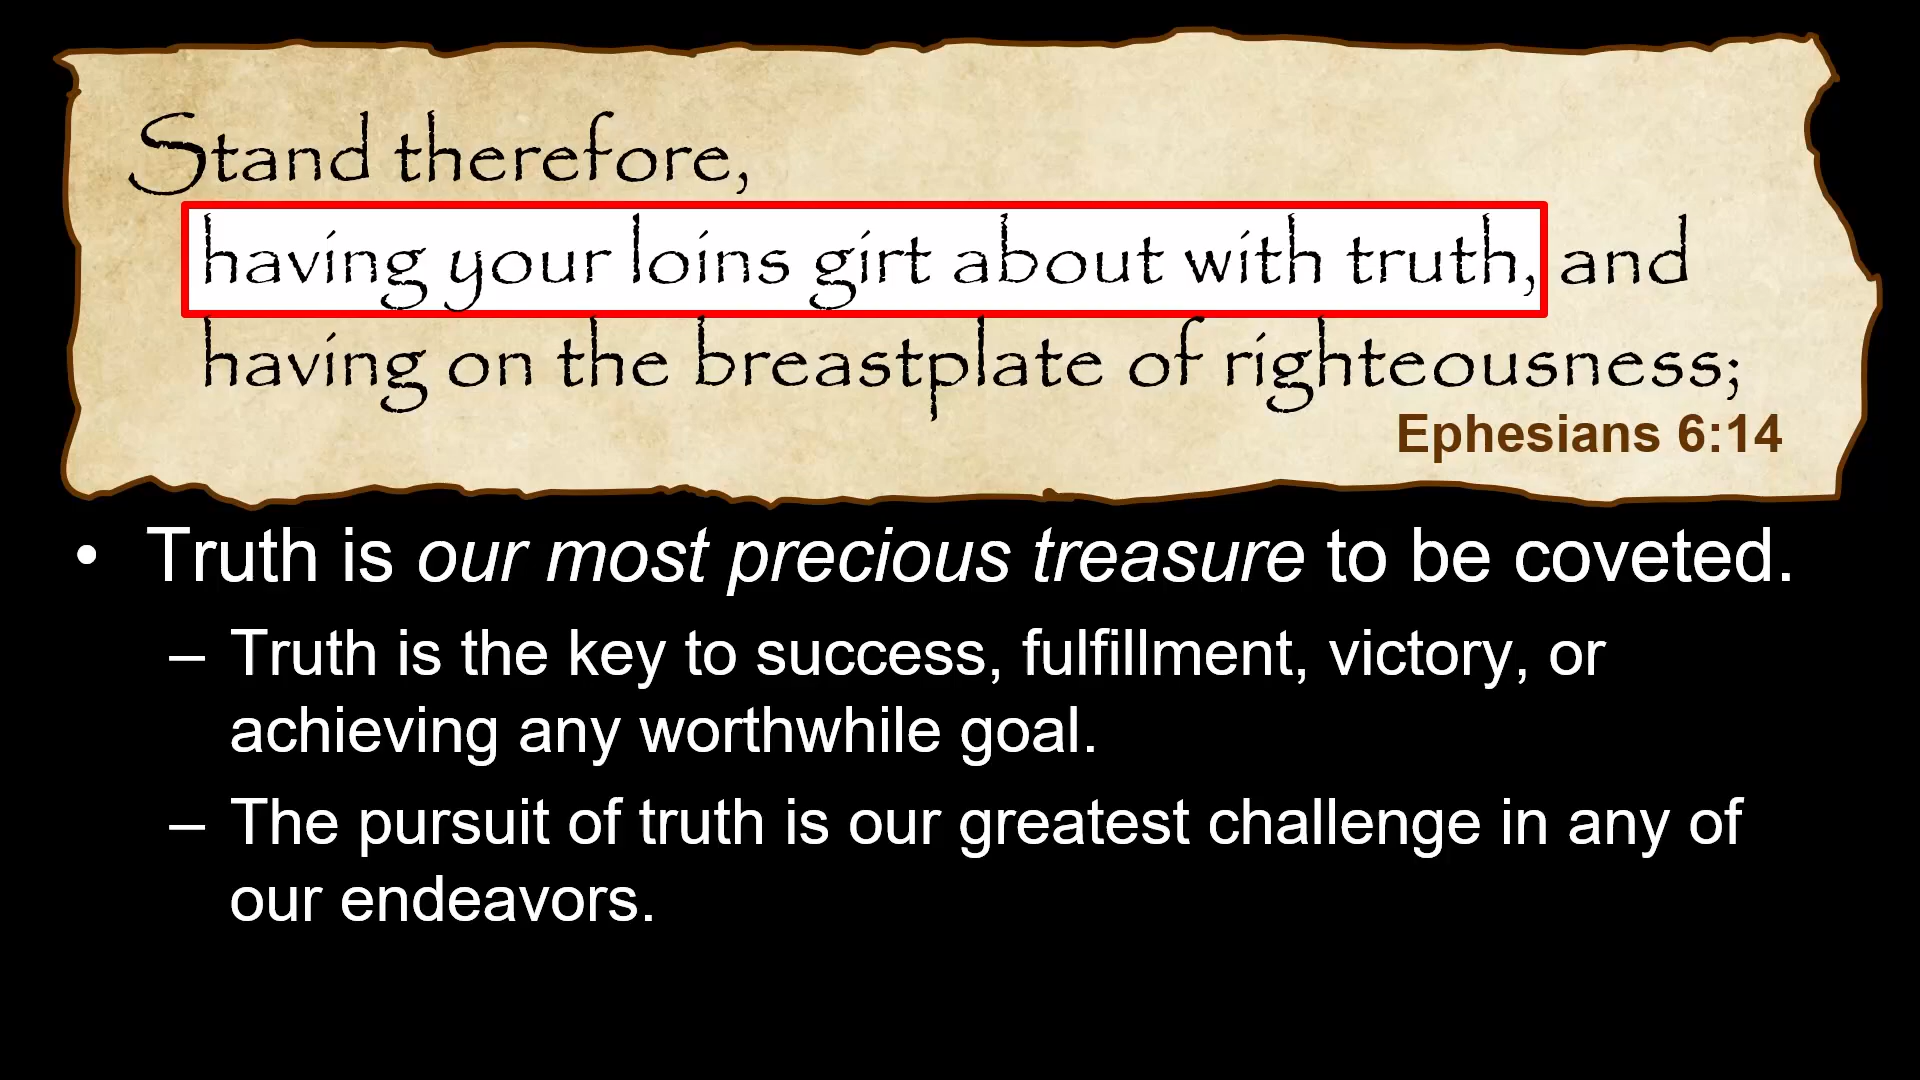 Stand therefore,
having your loins girt about with truth, and
having on the breastplate of righteousness;
Ephesians 6:14
• Truth is our most precious treasure to be coveted.
– Truth is the key to success, fulfillment, victory, or
achieving any worthwhile goal.
– The pursuit of truth is our greatest challenge in any of
our endeavors.